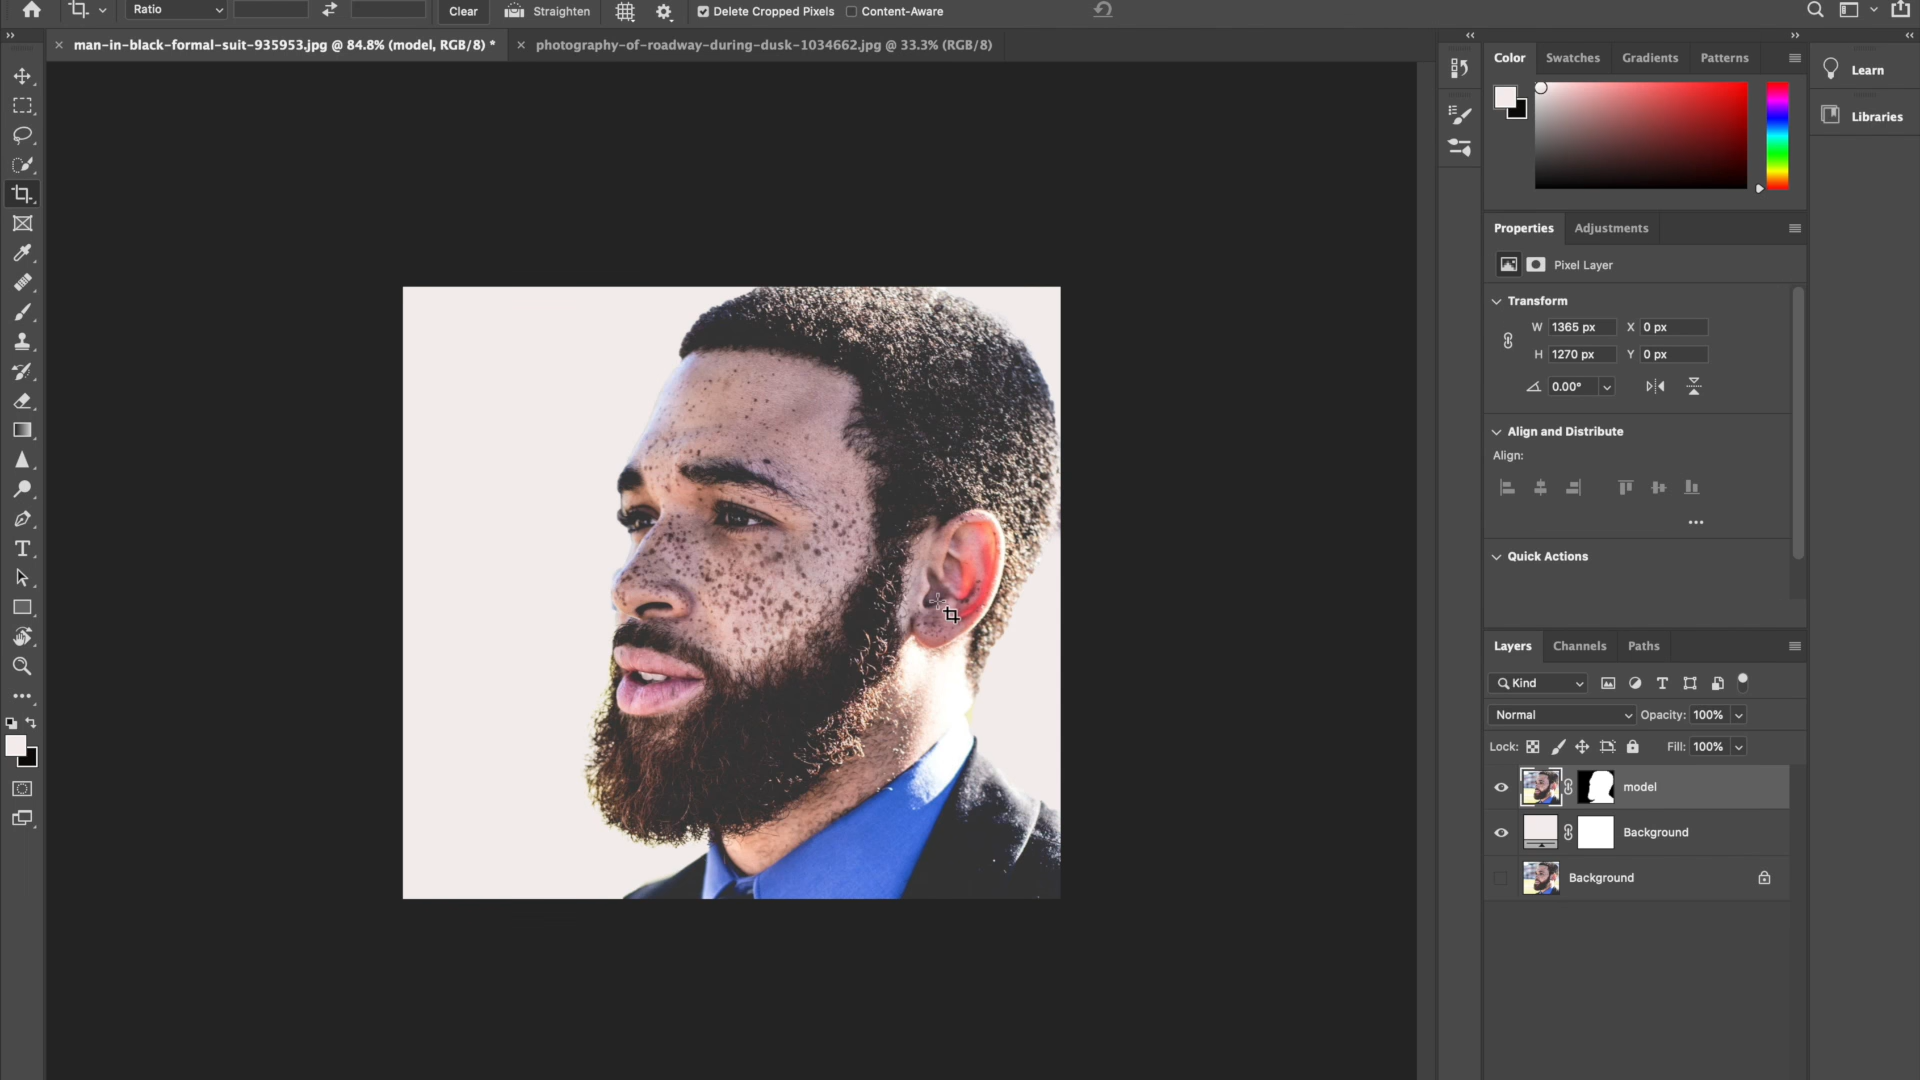 Ratio
Clear
Straighten
Delete Cropped Pixels
Content-Aware
man-in-black-formal-suit-935953.jpg @ 84.8% (model, RGB/8) *
photography-of-roadway-during-dusk-1034662.jpg @ 33.3% (RGB/8)
Color
Swatches
Gradients
Patterns
Learn
Libraries
Properties
Adjustments
Pixel Layer
Transform
W 1365 px X 0 px
H 1270 px Y 0 px
0.00°
Align and Distribute
Align:
Quick Actions
Layers
Channels
Paths
Kind
Normal
Opacity: 100%
Lock:
Fill: 100%
model
Background
Background